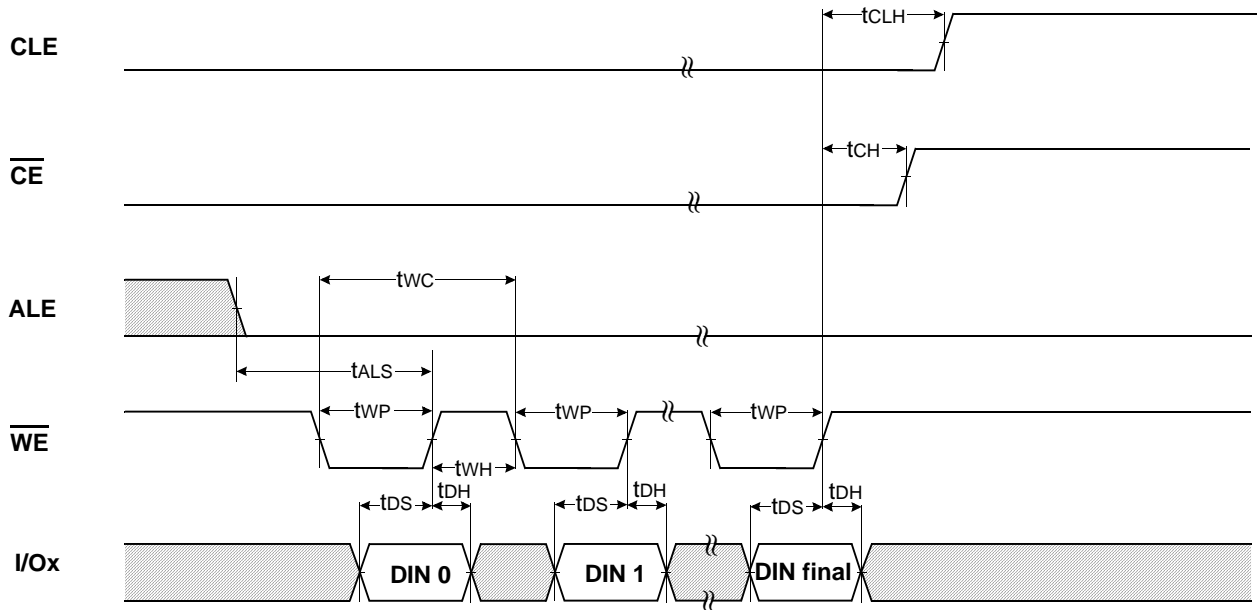 tCLH
CLE
tCH
CE
tWC
ALE
tALS
tWP tWP tWP
WE
tWH
tDH tDH tDH
tDS tDS tDS
I/Ox
DIN 0 DIN 1 DIN final